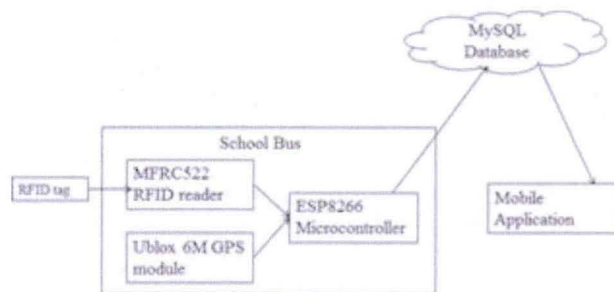 MySQL
Database
School Bus
RFID tag
MFRC522
RFID reader
ESP8266
Microcontroller
Ublox 6M GPS
module
Mobile
Application